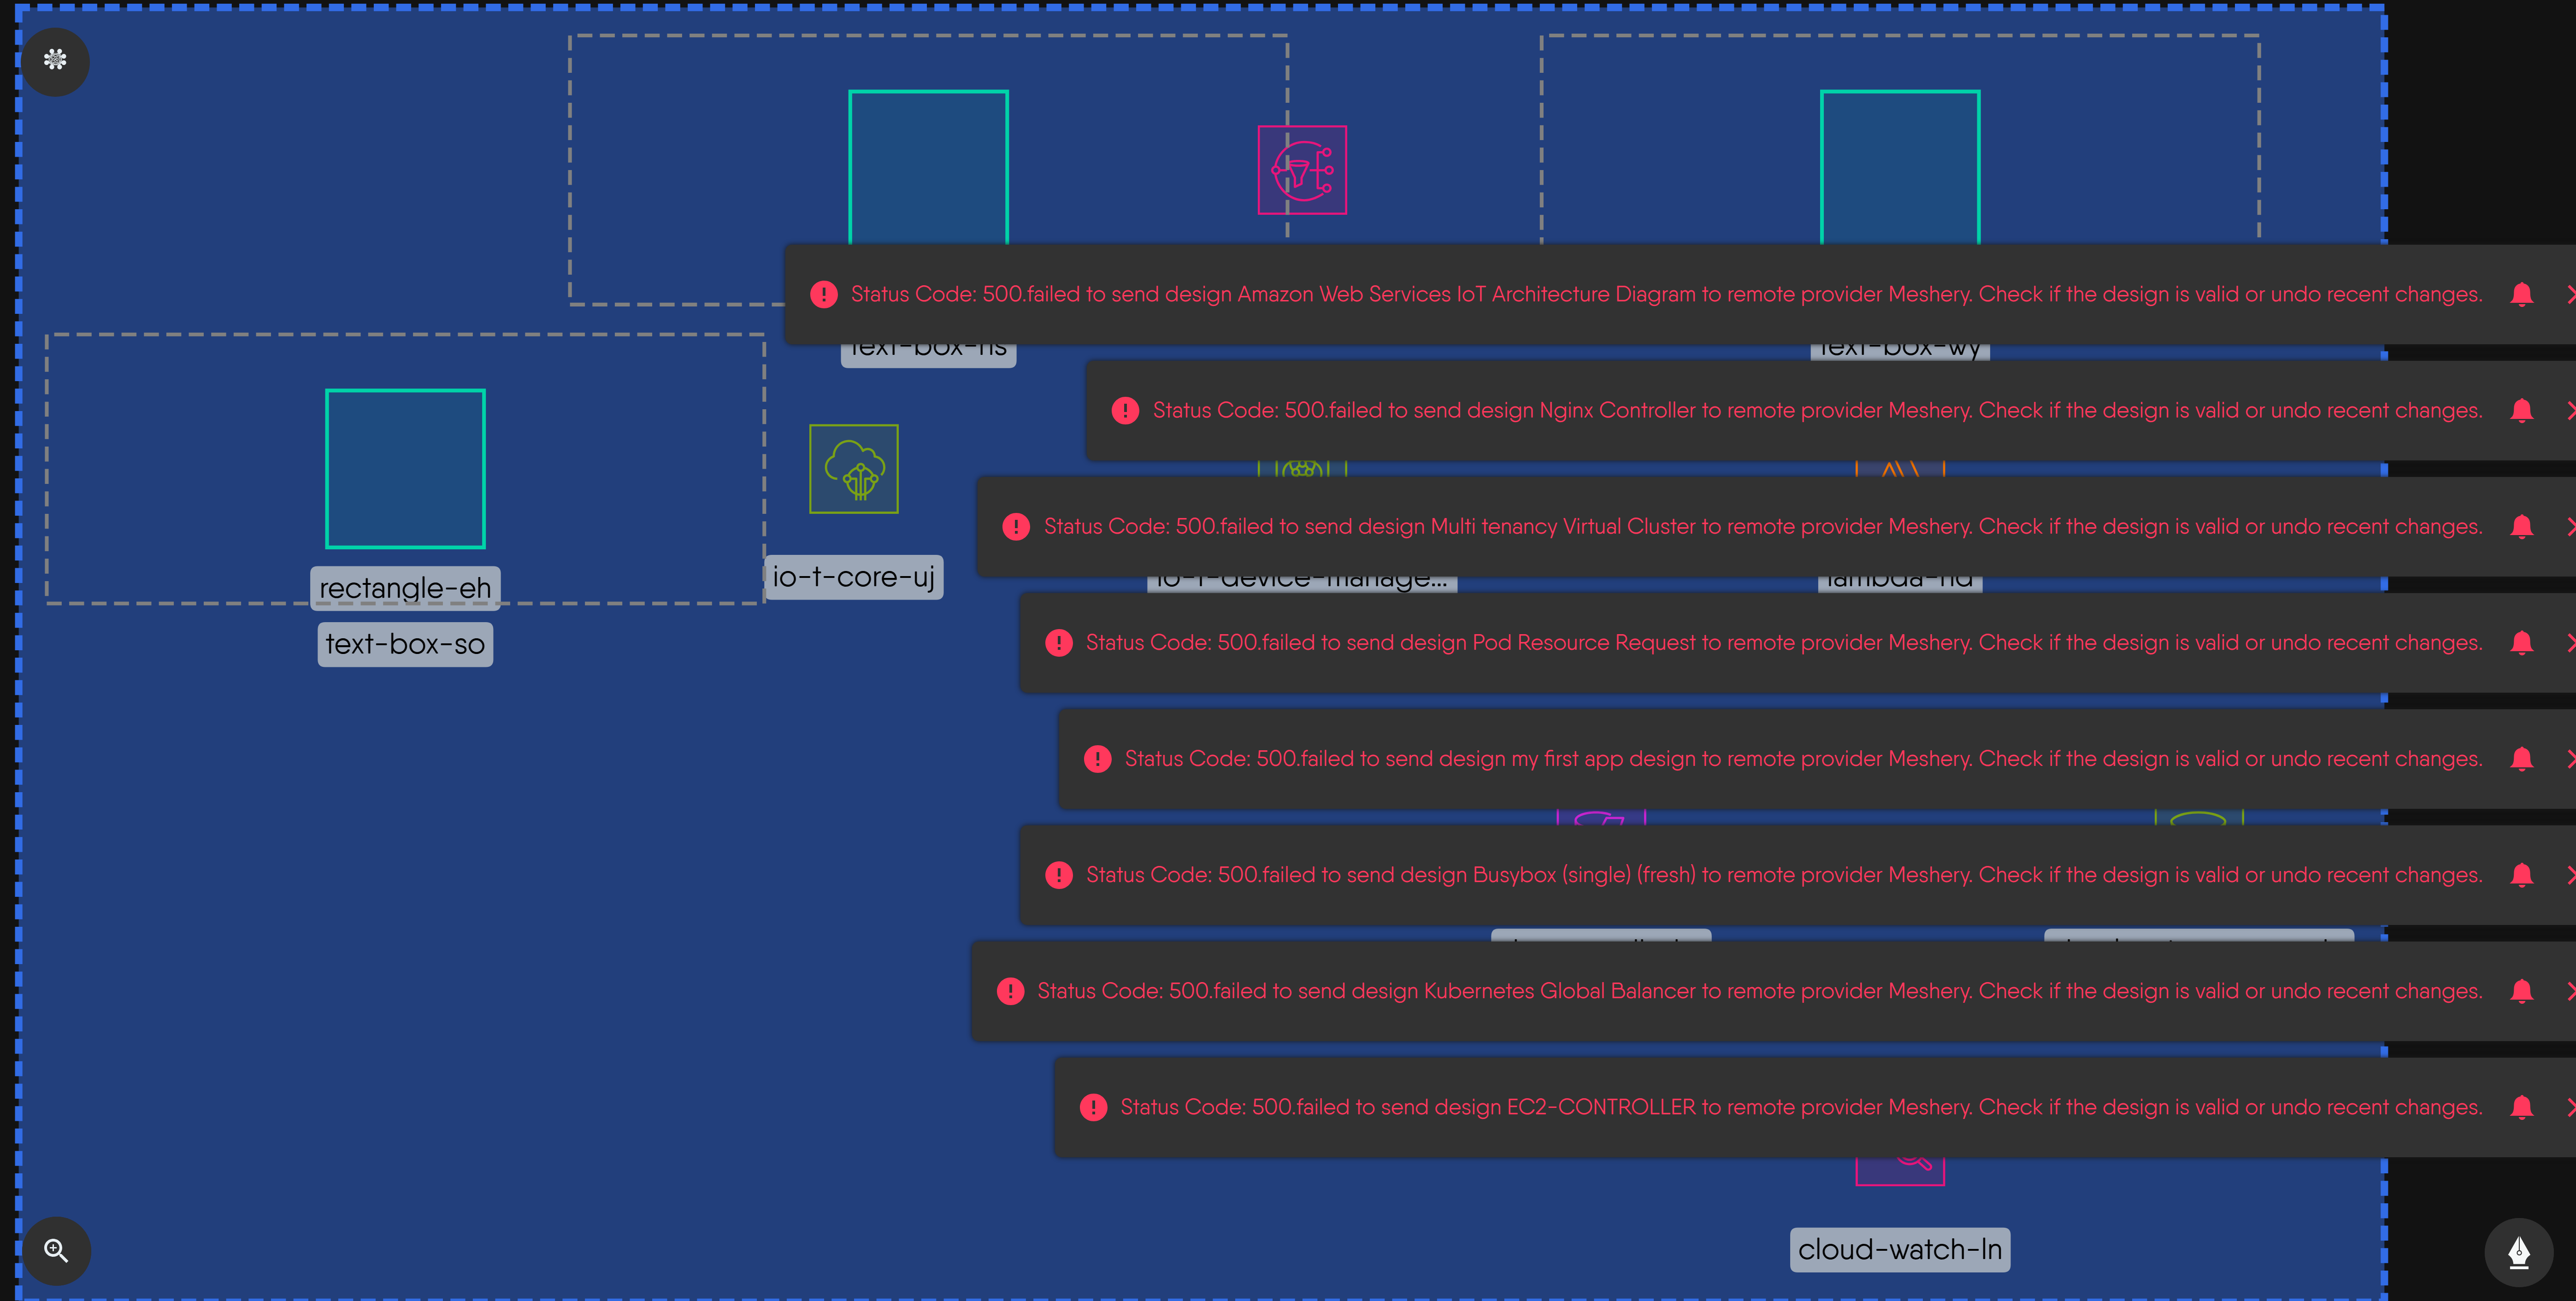 Status Code: 500.failed to send design Amazon Web Services IoT Architecture Diagram to remote provider Meshery. Check if the design is valid or undo recent changes.
text-box-wy
Status Code: 500.failed to send design Nginx Controller to remote provider Meshery. Check if the design is valid or undo recent changes.
Status Code: 500.failed to send design Multi tenancy Virtual Cluster to remote provider Meshery. Check if the design is valid or undo recent changes.
io-t-core-uj
io-t-device-manage...
rectangle-eh
Status Code: 500.failed to send design Pod Resource Request to remote provider Meshery. Check if the design is valid or undo recent changes.
text-box-so
Status Code: 500.failed to send design my first app design to remote provider Meshery. Check if the design is valid or undo recent changes.
Status Code: 500.failed to send design Busybox (single) (fresh) to remote provider Meshery. Check if the design is valid or undo recent changes.
Status Code: 500.failed to send design Kubernetes Global Balancer to remote provider Meshery. Check if the design is valid or undo recent changes.
Status Code: 500.failed to send design EC2-CONTROLLER to remote provider Meshery. Check if the design is valid or undo recent changes.
cloud-watch-ln